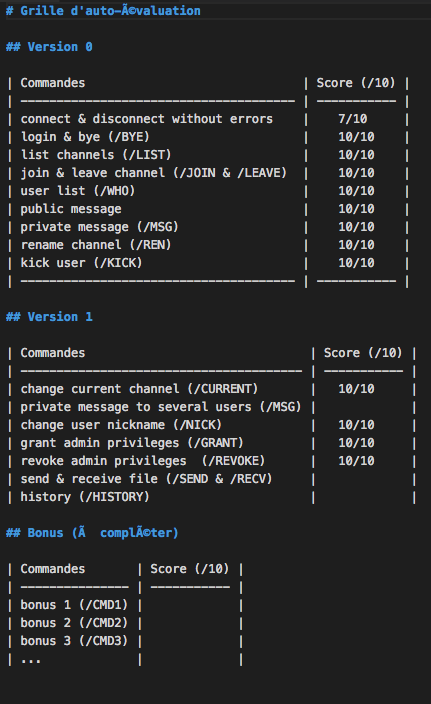 # Grille d'auto-Ã©valuation
## Version 0
| Commandes | Score (/10) |
| -------------------------------------- | ----------- |
| connect & disconnect without errors | 7/10 |
| login & bye (/BYE) | 10/10 |
| list channels (/LIST) | 10/10 |
| join & leave channel (/JOIN & /LEAVE) | 10/10 |
| user list (/WHO) | 10/10 |
| public message | 10/10 |
| private message (/MSG) | 10/10 |
| rename channel (/REN) | 10/10 |
| kick user (/KICK) | 10/10 |
| -------------------------------------- | ----------- |
## Version 1
| Commandes | Score (/10) |
| --------------------------------------- | ----------- |
| change current channel (/CURRENT) | 10/10 |
| private message to several users (/MSG) | |
| change user nickname (/NICK) | 10/10 |
| grant admin privileges (/GRANT) | 10/10 |
| revoke admin privileges (/REVOKE) | 10/10 |
| send & receive file (/SEND & /RECV) | |
| history (/HISTORY) | |
## Bonus (Ã complÃ©ter)
| Commandes | Score (/10) |
| --------------- | ----------- |
| bonus 1 (/CMD1) | |
| bonus 2 (/CMD2) | |
| bonus 3 (/CMD3) | |
| ... | |